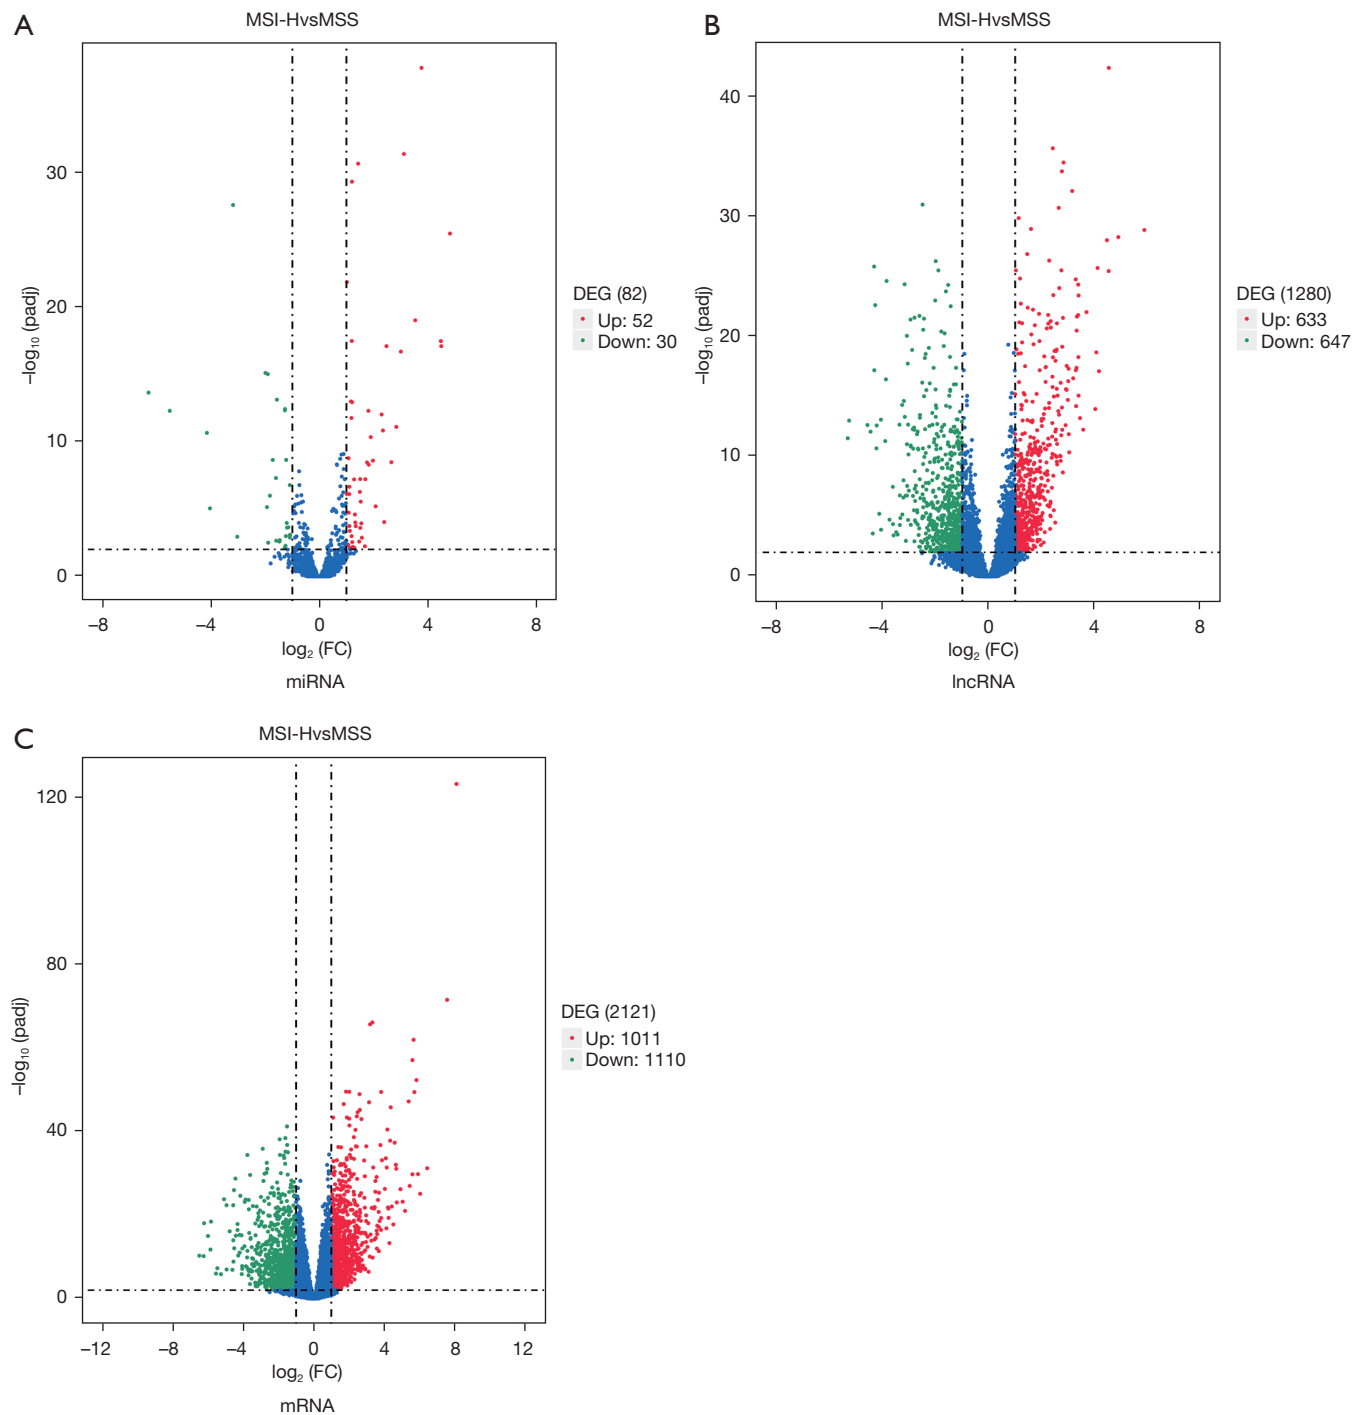 A
MSI-HvsMSS
30
20
10
0
−log₁₀ (padj)
−8 −4 0 4 8
log₂ (FC)
miRNA
DEG (82)
Up: 52
Down: 30
B
MSI-HvsMSS
40
30
20
10
0
−log₁₀ (padj)
−8 −4 0 4 8
log₂ (FC)
lncRNA
DEG (1280)
Up: 633
Down: 647
C
MSI-HvsMSS
120
80
40
0
−log₁₀ (padj)
−12 −8 −4 0 4 8 12
log₂ (FC)
mRNA
DEG (2121)
Up: 1011
Down: 1110